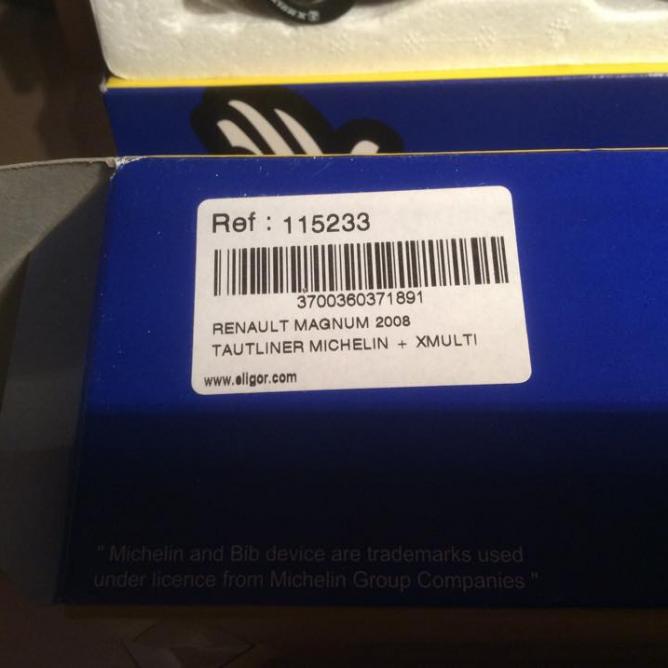 Ref : 115233
3700360371891
RENAULT MAGNUM 2008
TAUTLINER MICHELIN + XMULTI
www.eligor.com
" Michelin and Bib device are trademarks used
under licence from Michelin Group Companies "